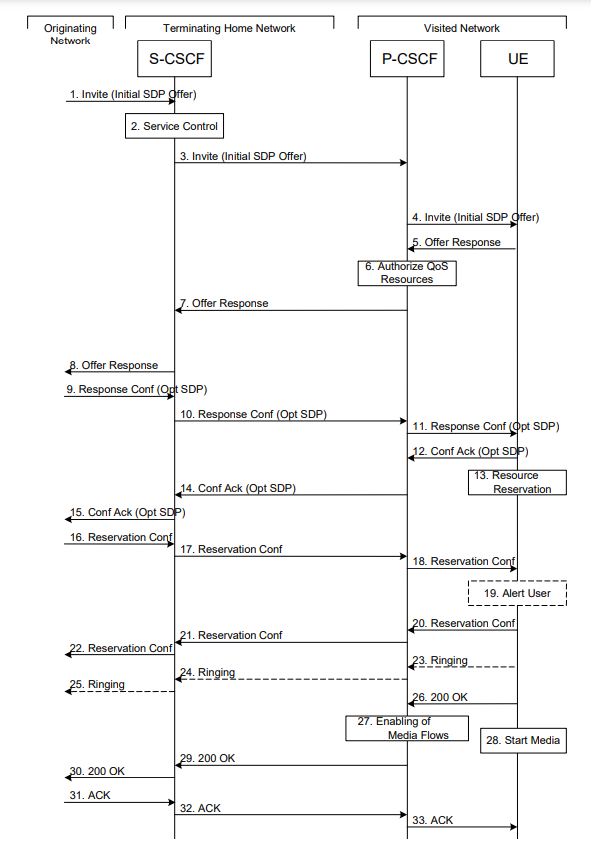 Originating
Network
Terminating Home Network
Visited Network
S-CSCF
P-CSCF
UE
1. Invite (Initial SDP Offer)
2. Service Control
3. Invite (Initial SDP Offer)
4. Invite (Initial SDP Offer)
5. Offer Response
6. Authorize QoS
Resources
7. Offer Response
8. Offer Response
9. Response Conf (Opt SDP)
10. Response Conf (Opt SDP)
11. Response Conf (Opt SDP)
12. Conf Ack (Opt SDP)
13. Resource
Reservation
14. Conf Ack (Opt SDP)
15. Conf Ack (Opt SDP)
16. Reservation Conf
17. Reservation Conf
18. Reservation Conf
19. Alert User
20. Reservation Conf
21. Reservation Conf
22. Reservation Conf
23. Ringing
24. Ringing
25. Ringing
26. 200 OK
27. Enabling of
Media Flows
28. Start Media
29. 200 OK
30. 200 OK
31. ACK
32. ACK
33. ACK